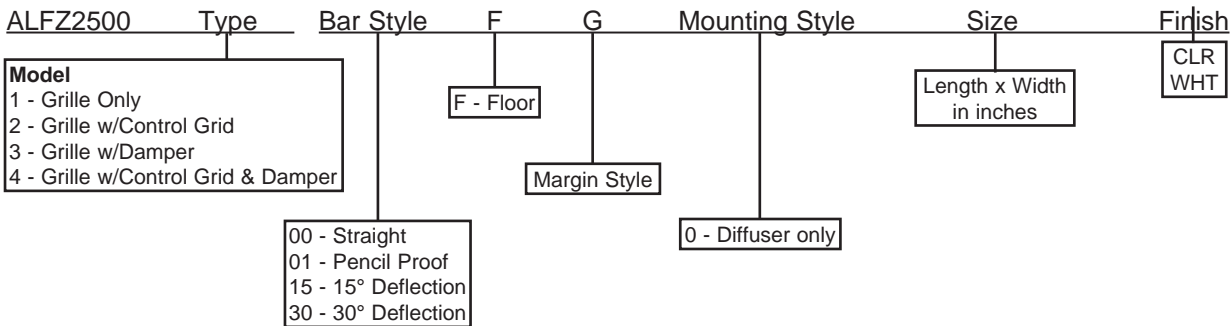 ALFZ2500 Type Bar Style F G Mounting Style Size Finish
Model
1 - Grille Only
2 - Grille w/Control Grid
3 - Grille w/Damper
4 - Grille w/Control Grid & Damper
00 - Straight
01 - Pencil Proof
15 - 15° Deflection
30 - 30° Deflection
F - Floor
Margin Style
0 - Diffuser only
Length x Width
in inches
CLR
WHT